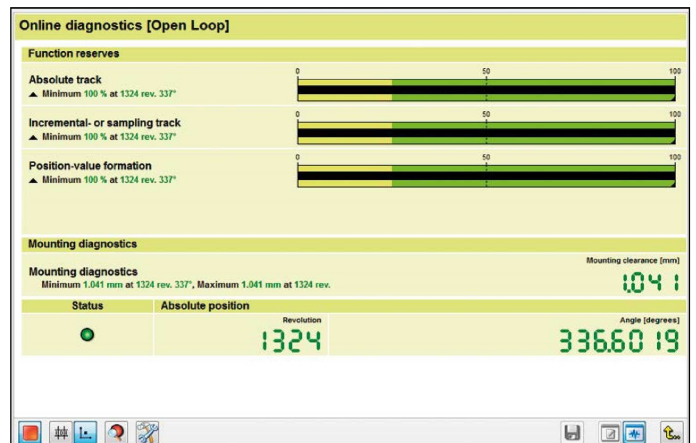 Online diagnostics [Open Loop]
Function reserves
Absolute track
Minimum 100 % at 1324 rev. 337°
0 50 100
Incremental- or sampling track
Minimum 100 % at 1324 rev. 337°
0 50 100
Position-value formation
Minimum 100 % at 1324 rev. 337°
0 50 100
Mounting diagnostics
Mounting clearance [mm]
Mounting diagnostics
Minimum 1.041 mm at 1324 rev. 337°, Maximum 1.041 mm at 1324 rev.
1.041
Status Absolute position
Revolution Angle [degrees]
1324 336.6019